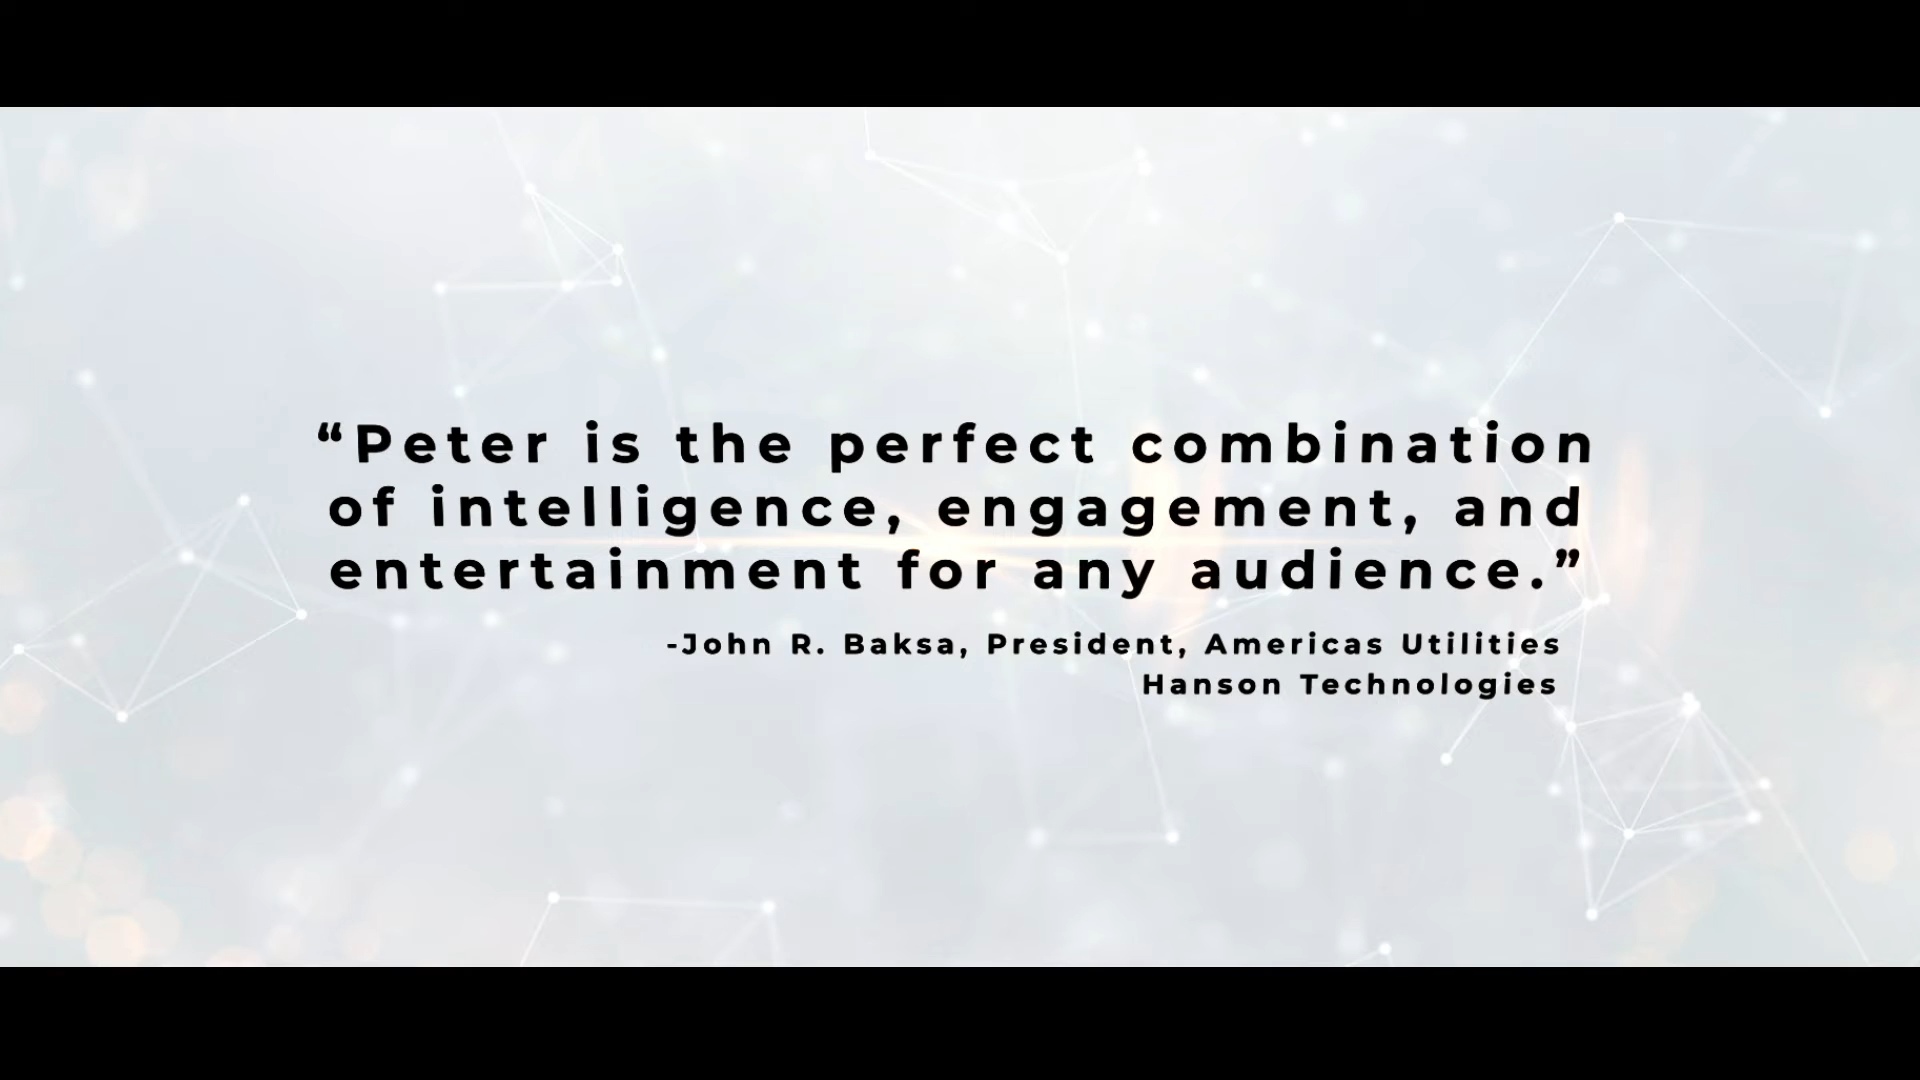 “Peter is the perfect combination
of intelligence, engagement, and
entertainment for any audience.”
-John R. Baksa, President, Americas Utilities
Hanson Technologies